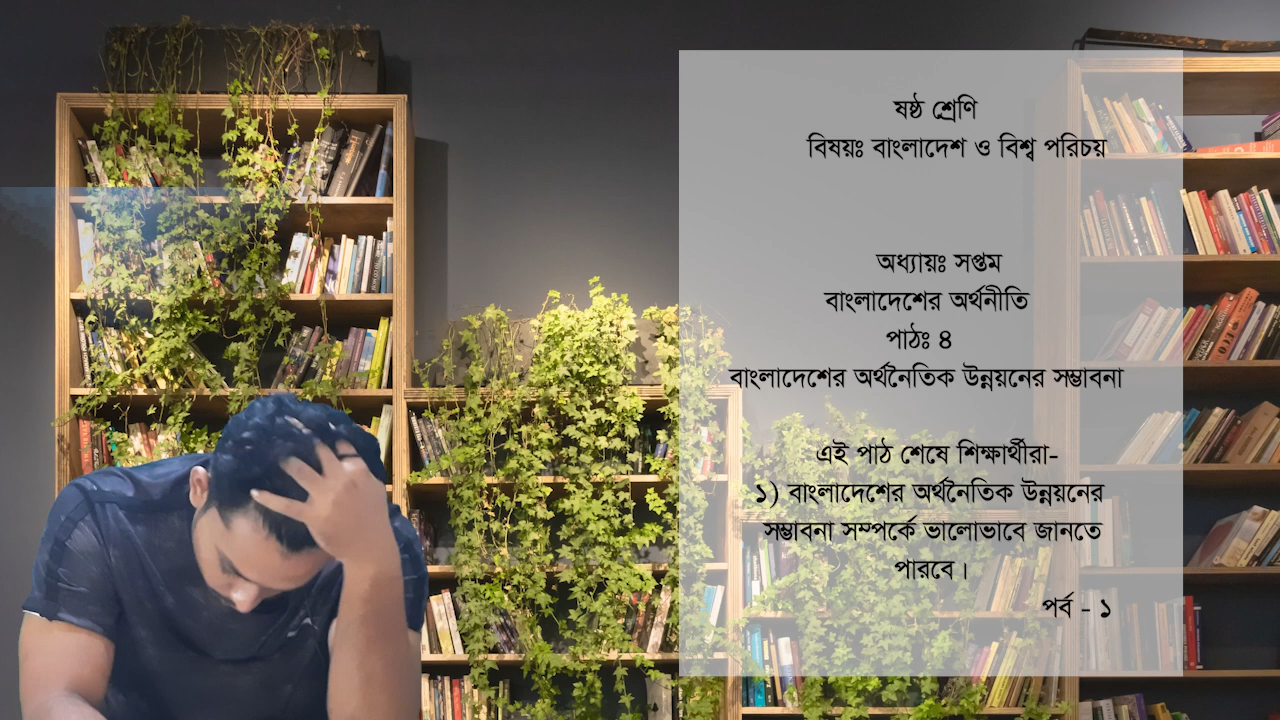 ষষ্ঠ শ্রেণি
বিষয়ঃ বাংলাদেশ ও বিশ্ব পরিচয়
অধ্যায়ঃ সপ্তম
বাংলাদেশের অর্থনীতি
পাঠঃ ৪
বাংলাদেশের অর্থনৈতিক উন্নয়নের সম্ভাবনা
এই পাঠ শেষে শিক্ষার্থীরা-
১) বাংলাদেশের অর্থনৈতিক উন্নয়নের
সম্ভাবনা সম্পর্কে ভালোভাবে জানতে
পারবে।
পর্ব - ১